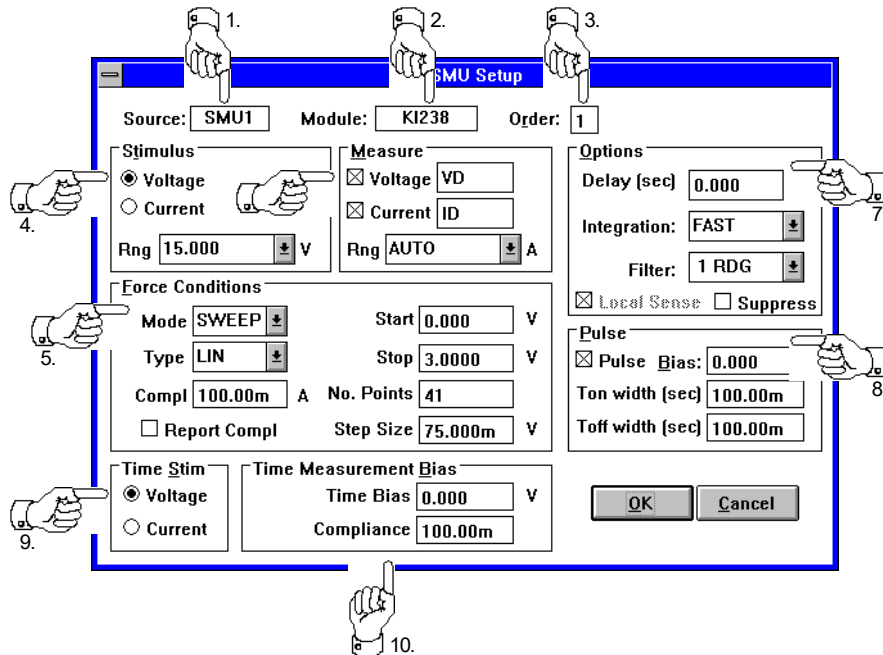 1. 2. 3.
SMU Setup
Source: SMU1 Module: KI238 Order: 1
Stimulus
Voltage
Current
Rng 15.000 V
4.
Measure
Voltage VD
Current ID
Rng AUTO A
Options
Delay (sec) 0.000
Integration: FAST
Filter: 1 RDG
Local Sense Suppress
7.
Force Conditions
Mode SWEEP Start 0.000 V
Type LIN Stop 3.0000 V
Compl 100.00m A No. Points 41
Report Compl Step Size 75.000m V
5.
Pulse
Pulse Bias: 0.000
Ton width (sec) 100.00m
Toff width (sec) 100.00m
8.
Time Stim
Voltage
Current
9.
Time Measurement Bias
Time Bias 0.000 V
Compliance 100.00m
OK Cancel
10.